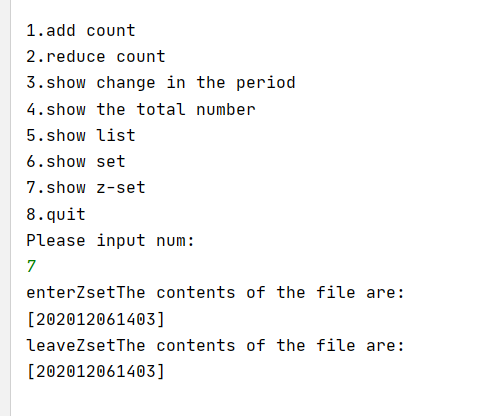 1.add count
2.reduce count
3.show change in the period
4.show the total number
5.show list
6.show set
7.show z-set
8.quit
Please input num:
7
enterZsetThe contents of the file are:
[202012061403]
leaveZsetThe contents of the file are:
[202012061403]